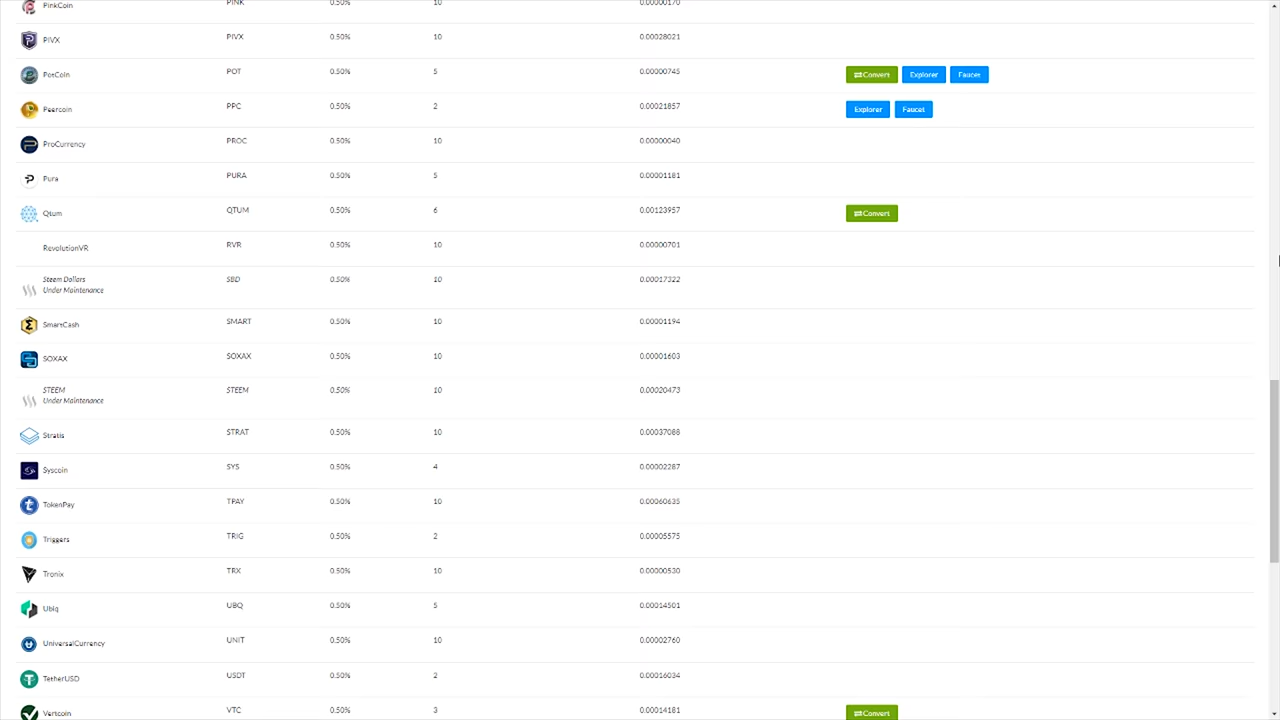 PinkCoin PINK 0.50% 10 0.00000170
PIVX PIVX 0.50% 10 0.00028021
PotCoin POT 0.50% 5 0.00000745 Convert Explorer Faucet
Peercoin PPC 0.50% 2 0.00021857 Explorer Faucet
ProCurrency PROC 0.50% 10 0.00000040
Pura PURA 0.50% 5 0.00001181
Qtum QTUM 0.50% 6 0.00123957 Convert
RevolutionVR RVR 0.50% 10 0.00000701
Steem Dollars SBD 0.50% 10 0.00017322
Under Maintenance
SmartCash SMART 0.50% 10 0.00001194
SOXAX SOXAX 0.50% 10 0.00001603
STEEM STEEM 0.50% 10 0.00020473
Under Maintenance
Stratis STRAT 0.50% 10 0.00037088
Syscoin SYS 0.50% 4 0.00002287
TokenPay TPAY 0.50% 10 0.00060635
Triggers TRIG 0.50% 2 0.00005575
Tronix TRX 0.50% 10 0.00000530
Ubiq UBQ 0.50% 5 0.00014501
UniversalCurrency UNIT 0.50% 10 0.00002760
TetherUSD USDT 0.50% 2 0.00016034
Vertcoin VTC 0.50% 3 0.00014181 Convert